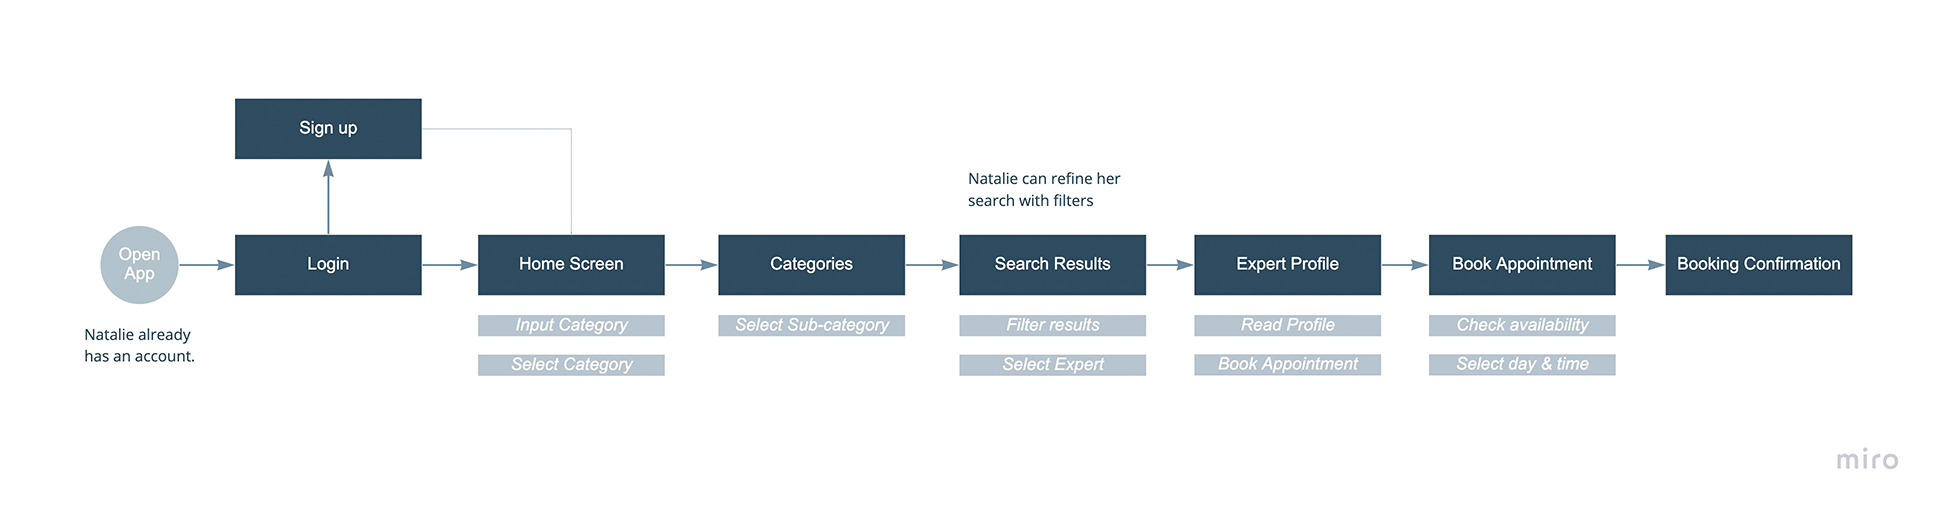 Sign up
Natalie can refine her
search with filters
Open
App
Login
Home Screen
Categories
Search Results
Expert Profile
Book Appointment
Booking Confirmation
Natalie already
has an account.
Input Category
Select Category
Select Sub-category
Filter results
Select Expert
Read Profile
Book Appointment
Check availability
Select day & time
miro